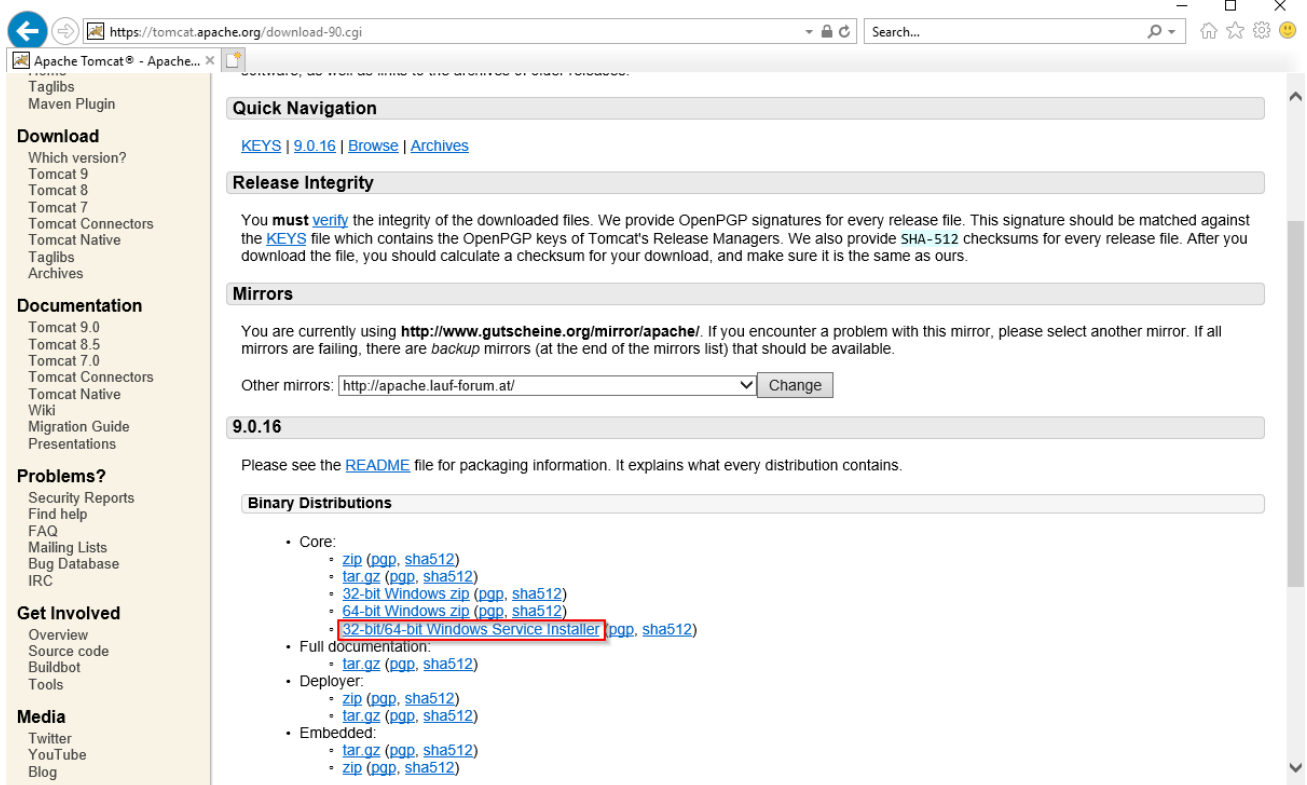 https://tomcat.apache.org/download-90.cgi
Search...
Apache Tomcat® - Apache...
Home
Taglibs
Maven Plugin
Download
Which version?
Tomcat 9
Tomcat 8
Tomcat 7
Tomcat Connectors
Tomcat Native
Taglibs
Archives
Documentation
Tomcat 9.0
Tomcat 8.5
Tomcat 7.0
Tomcat Connectors
Tomcat Native
Wiki
Migration Guide
Presentations
Problems?
Security Reports
Find help
FAQ
Mailing Lists
Bug Database
IRC
Get Involved
Overview
Source code
Buildbot
Tools
Media
Twitter
YouTube
Blog
software, as well as links to the archives of older releases.
Quick Navigation
KEYS | 9.0.16 | Browse | Archives
Release Integrity
You must verify the integrity of the downloaded files. We provide OpenPGP signatures for every release file. This signature should be matched against
the KEYS file which contains the OpenPGP keys of Tomcat's Release Managers. We also provide SHA-512 checksums for every release file. After you
download the file, you should calculate a checksum for your download, and make sure it is the same as ours.
Mirrors
You are currently using http://www.gutscheine.org/mirror/apache/. If you encounter a problem with this mirror, please select another mirror. If all
mirrors are failing, there are backup mirrors (at the end of the mirrors list) that should be available.
Other mirrors: http://apache.lauf-forum.at/ Change
9.0.16
Please see the README file for packaging information. It explains what every distribution contains.
Binary Distributions
• Core:
◦ zip (pgp, sha512)
◦ tar.gz (pgp, sha512)
◦ 32-bit Windows zip (pgp, sha512)
◦ 64-bit Windows zip (pgp, sha512)
◦ 32-bit/64-bit Windows Service Installer (pgp, sha512)
• Full documentation:
◦ tar.gz (pgp, sha512)
• Deployer:
◦ zip (pgp, sha512)
◦ tar.gz (pgp, sha512)
• Embedded:
◦ tar.gz (pgp, sha512)
◦ zip (pgp, sha512)